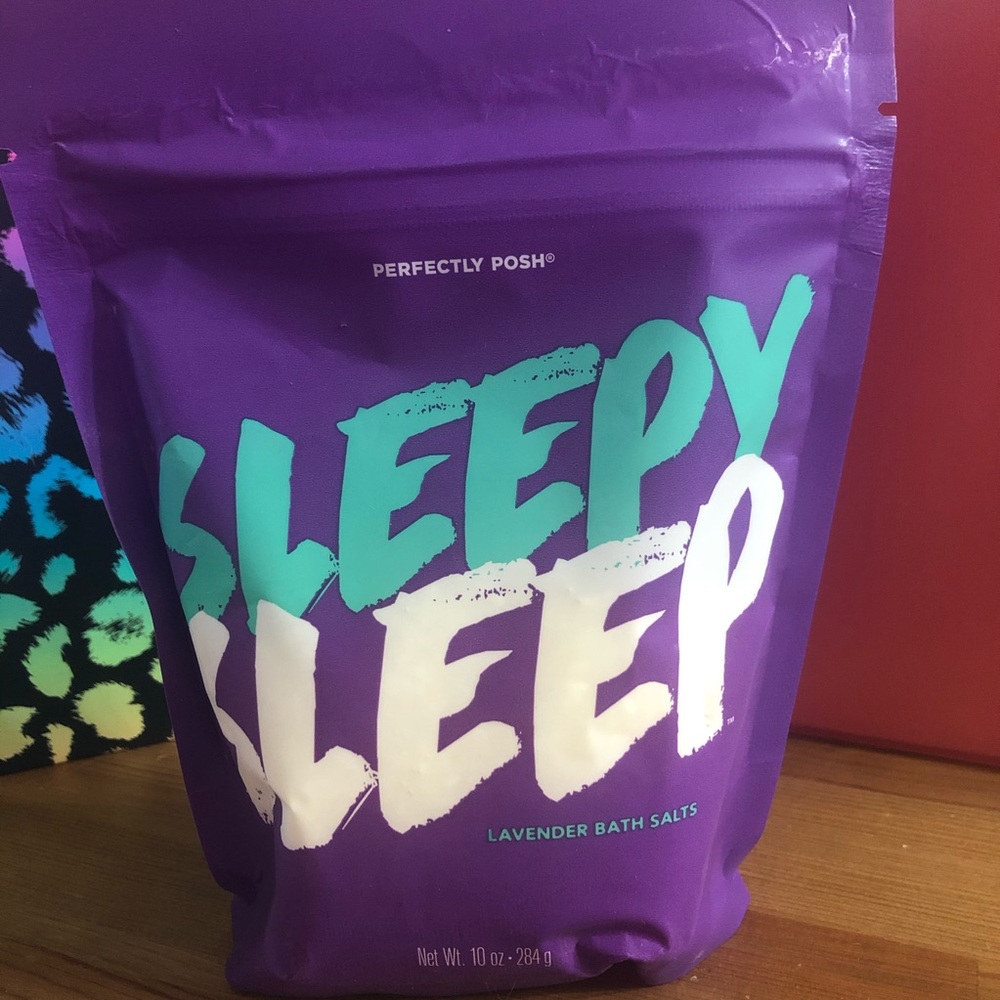 PERFECTLY POSH®
SLEEPY
SLEEP™
LAVENDER BATH SALTS
Net Wt. 10 oz • 284 g